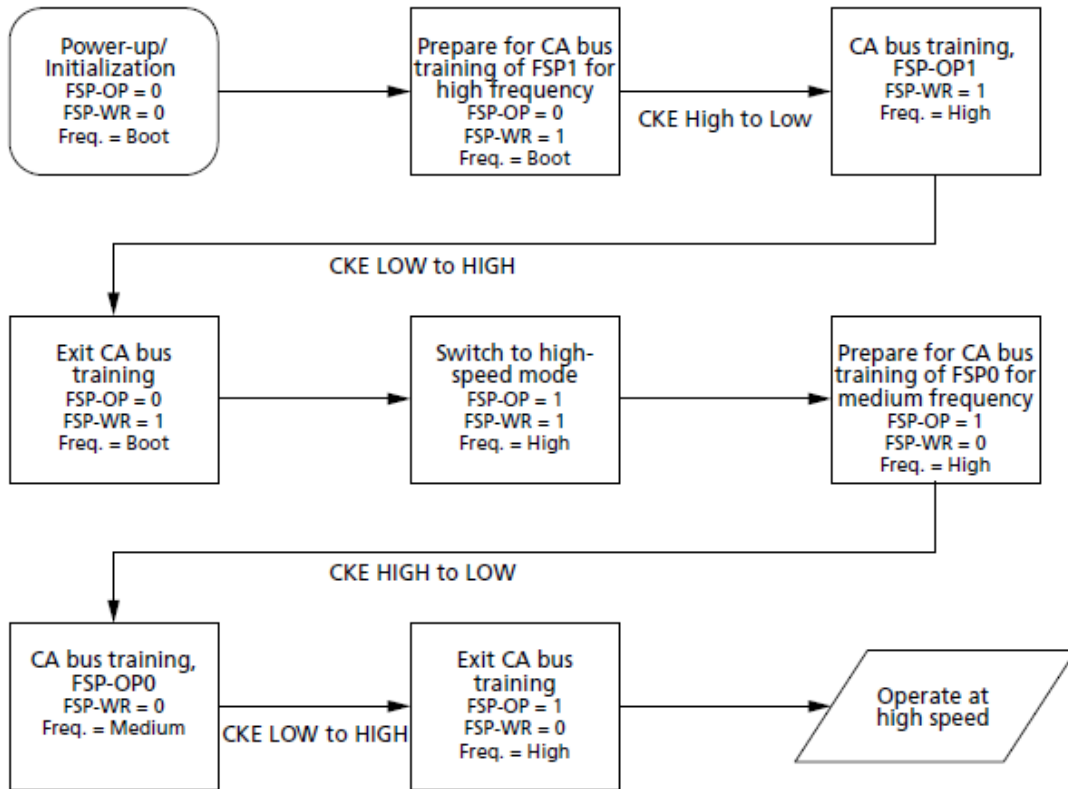 Power-up/
Initialization
FSP-OP = 0
FSP-WR = 0
Freq. = Boot
Prepare for CA bus
training of FSP1 for
high frequency
FSP-OP = 0
FSP-WR = 1
Freq. = Boot
CKE High to Low
CA bus training,
FSP-OP1
FSP-WR = 1
Freq. = High
CKE LOW to HIGH
Exit CA bus
training
FSP-OP = 0
FSP-WR = 1
Freq. = Boot
Switch to high-
speed mode
FSP-OP = 1
FSP-WR = 1
Freq. = High
Prepare for CA bus
training of FSP0 for
medium frequency
FSP-OP = 1
FSP-WR = 0
Freq. = High
CKE HIGH to LOW
CA bus training,
FSP-OP0
FSP-WR = 0
Freq. = Medium
CKE LOW to HIGH
Exit CA bus
training
FSP-OP = 1
FSP-WR = 0
Freq. = High
Operate at
high speed